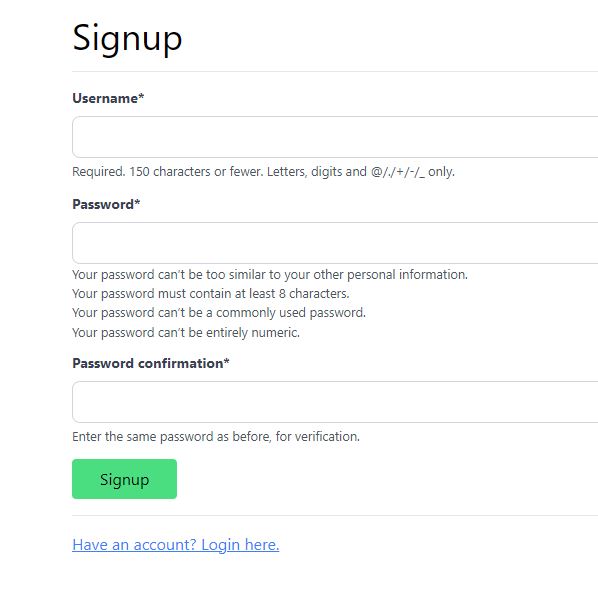 Signup
Username*
Required. 150 characters or fewer. Letters, digits and @/./+/-/_ only.
Password*
Your password can’t be too similar to your other personal information.
Your password must contain at least 8 characters.
Your password can’t be a commonly used password.
Your password can’t be entirely numeric.
Password confirmation*
Enter the same password as before, for verification.
Signup
Have an account? Login here.